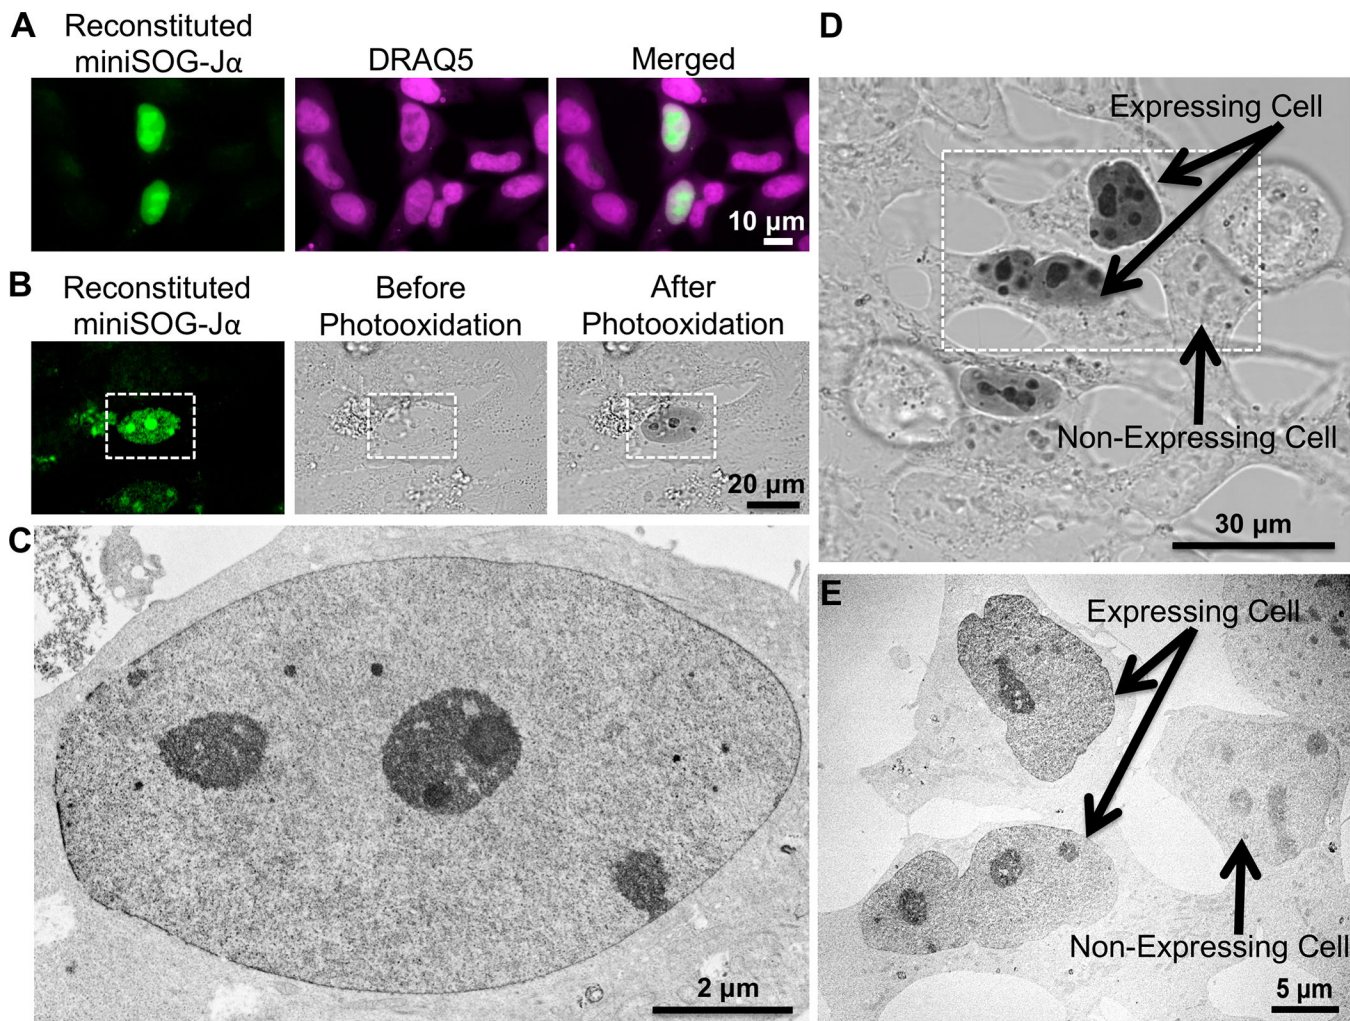 A
Reconstituted
miniSOG-Jα
DRAQ5
Merged
10 μm
B
Reconstituted
miniSOG-Jα
Before
Photooxidation
After
Photooxidation
20 μm
C
2 μm
D
Expressing Cell
Non-Expressing Cell
30 μm
E
Expressing Cell
Non-Expressing Cell
5 μm